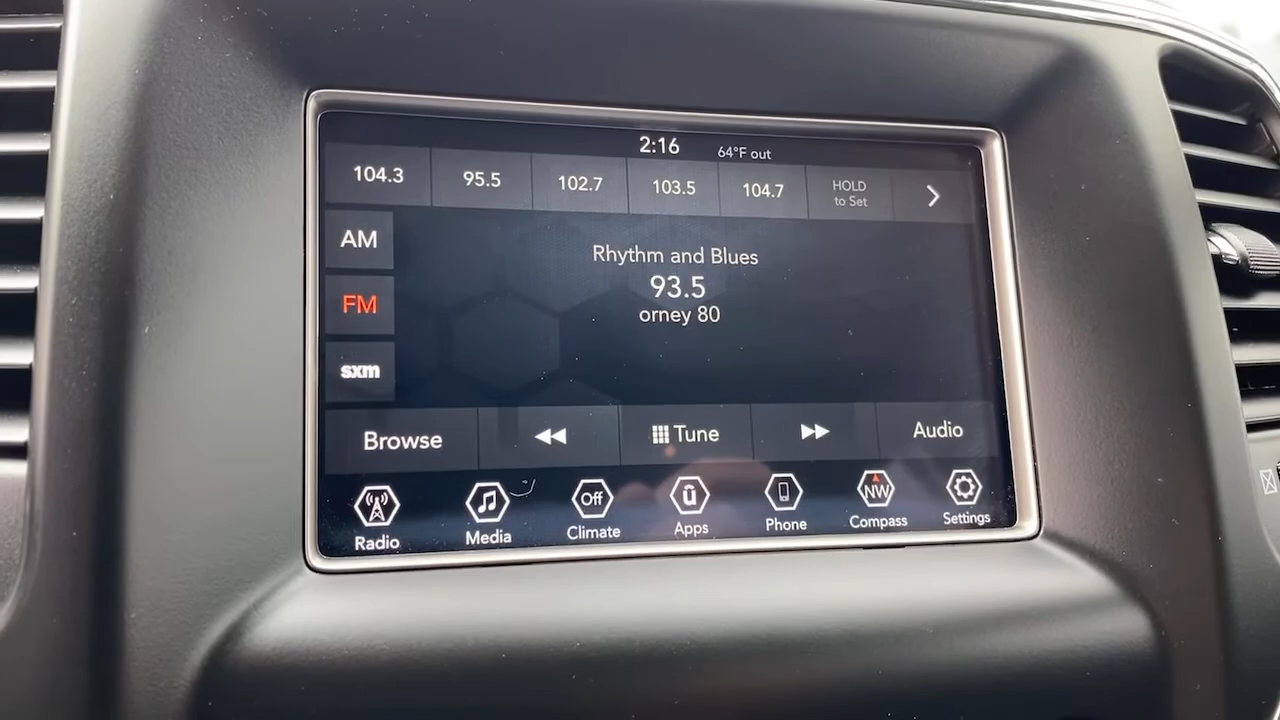 2:16 64°F out
104.3 95.5 102.7 103.5 104.7 HOLD
to Set
AM
Rhythm and Blues
93.5
FM
orney 80
sxm
Browse Tune Audio
Off û NW
Radio Media Climate Apps Phone Compass Settings